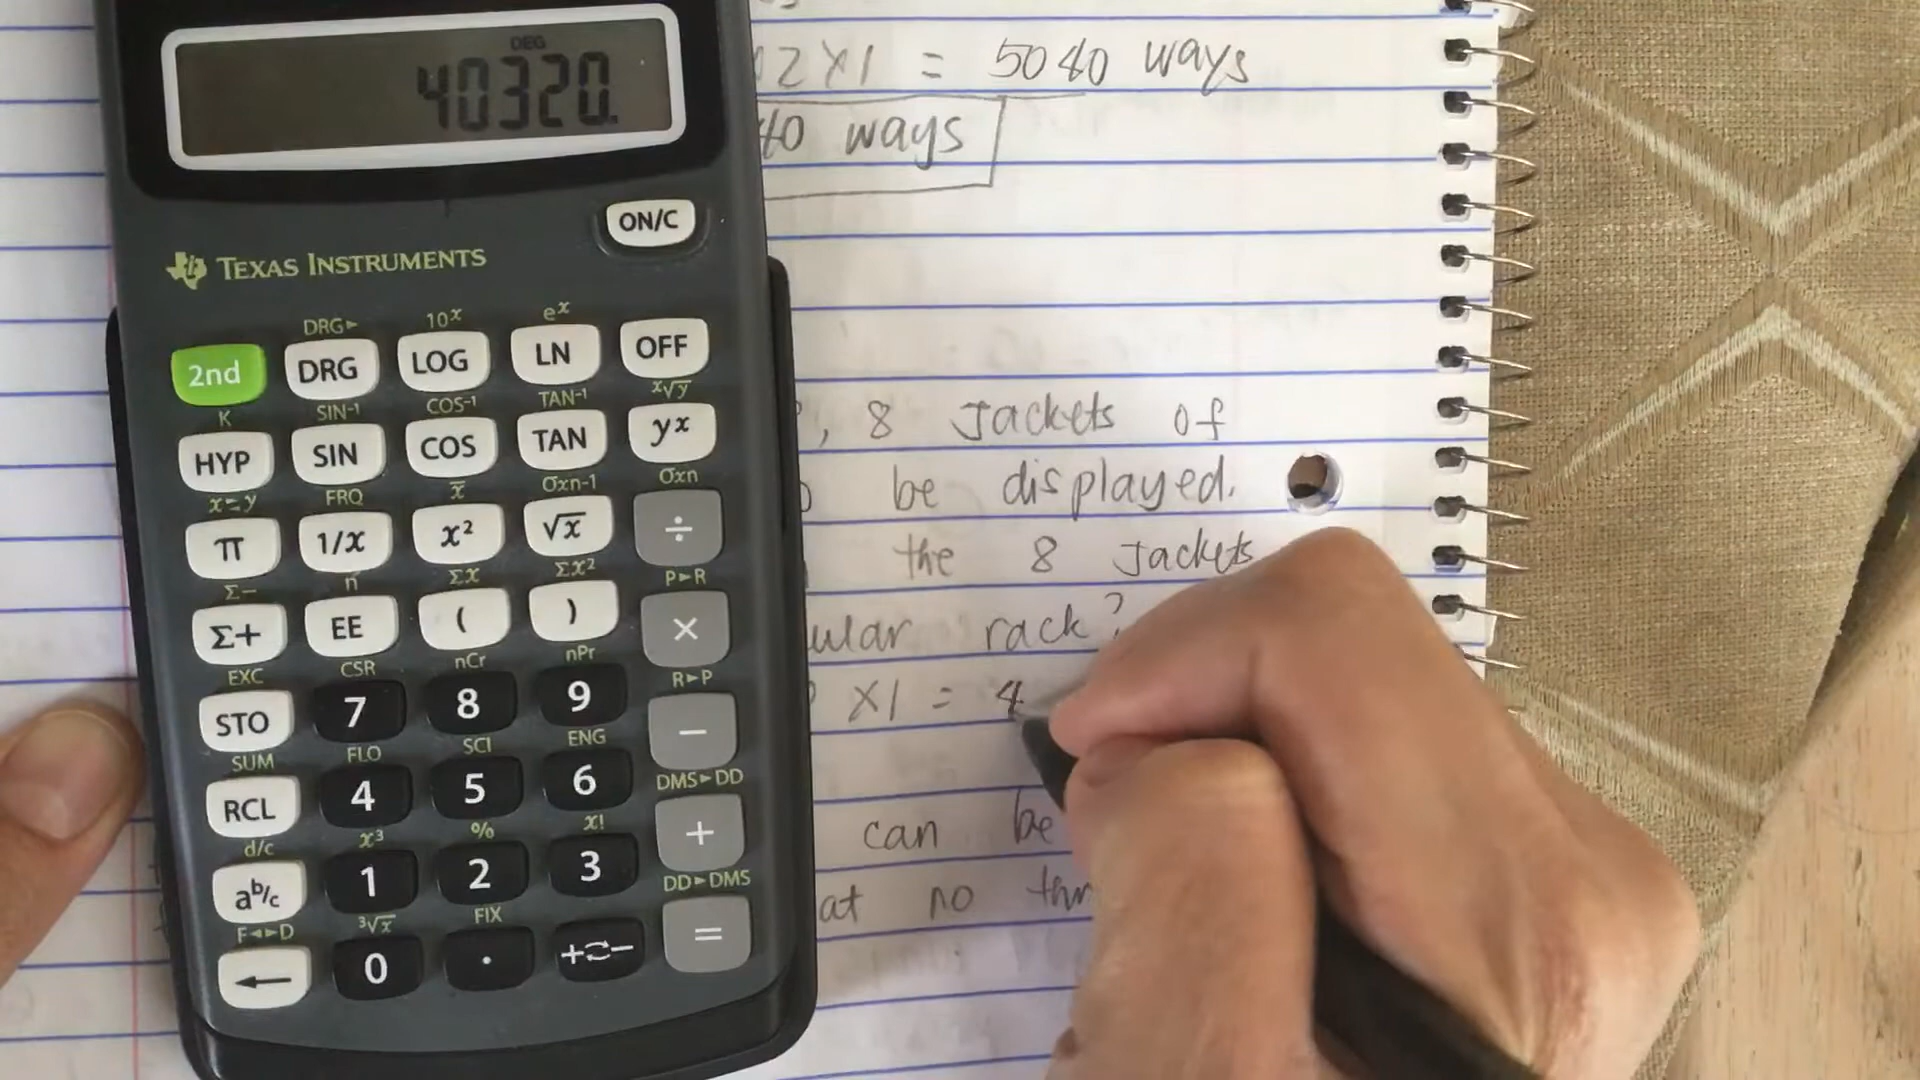 DEG
40320.
2 X 1 = 5040 ways
40 ways
ON/C
TEXAS INSTRUMENTS
DRG► 10ˣ eˣ
2nd DRG LOG LN OFF
K SIN⁻¹ COS⁻¹ TAN⁻¹ ˣ√y
HYP SIN COS TAN yˣ
, 8 Jackets of
x⇌y FRQ x̄ σxn-1 σxn
π 1/x x² √x ÷
be displayed.
Σ- n Σx Σx² P►R
Σ+ EE ( ) ×
the 8 Jackets
ular rack?
EXC CSR nCr nPr R►P
STO 7 8 9 −
X1 = 4
SUM FLO SCI ENG DMS►DD
RCL 4 5 6 +
can be
d/c x³ % x! DD►DMS
aᵇ/c 1 2 3 =
at no thr
F◄►D ³√x FIX
← 0 . +⇌−